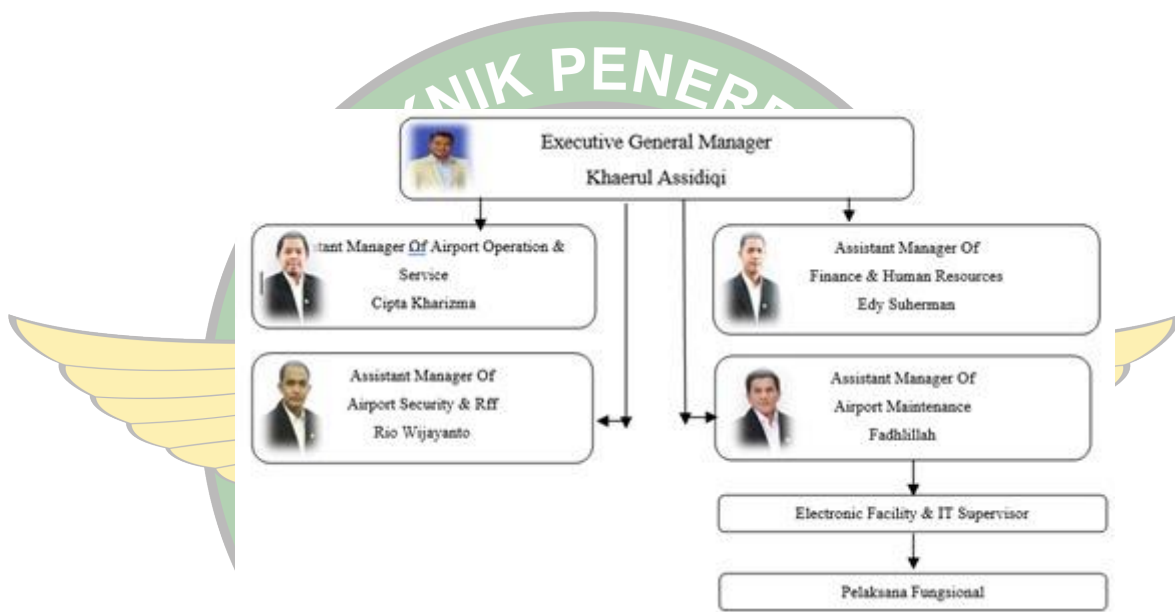 KNIK PENER
Executive General Manager
Khaerul Assidiqi
tant Manager Of Airport Operation &
Service
Cipta Kharizma
Assistant Manager Of
Finance & Human Resources
Edy Suherman
Assistant Manager Of
Airport Security & Rff
Rio Wijayanto
Assistant Manager Of
Airport Maintenance
Fadhlillah
Electronic Facility & IT Supervisor
Pelaksana Fungsional